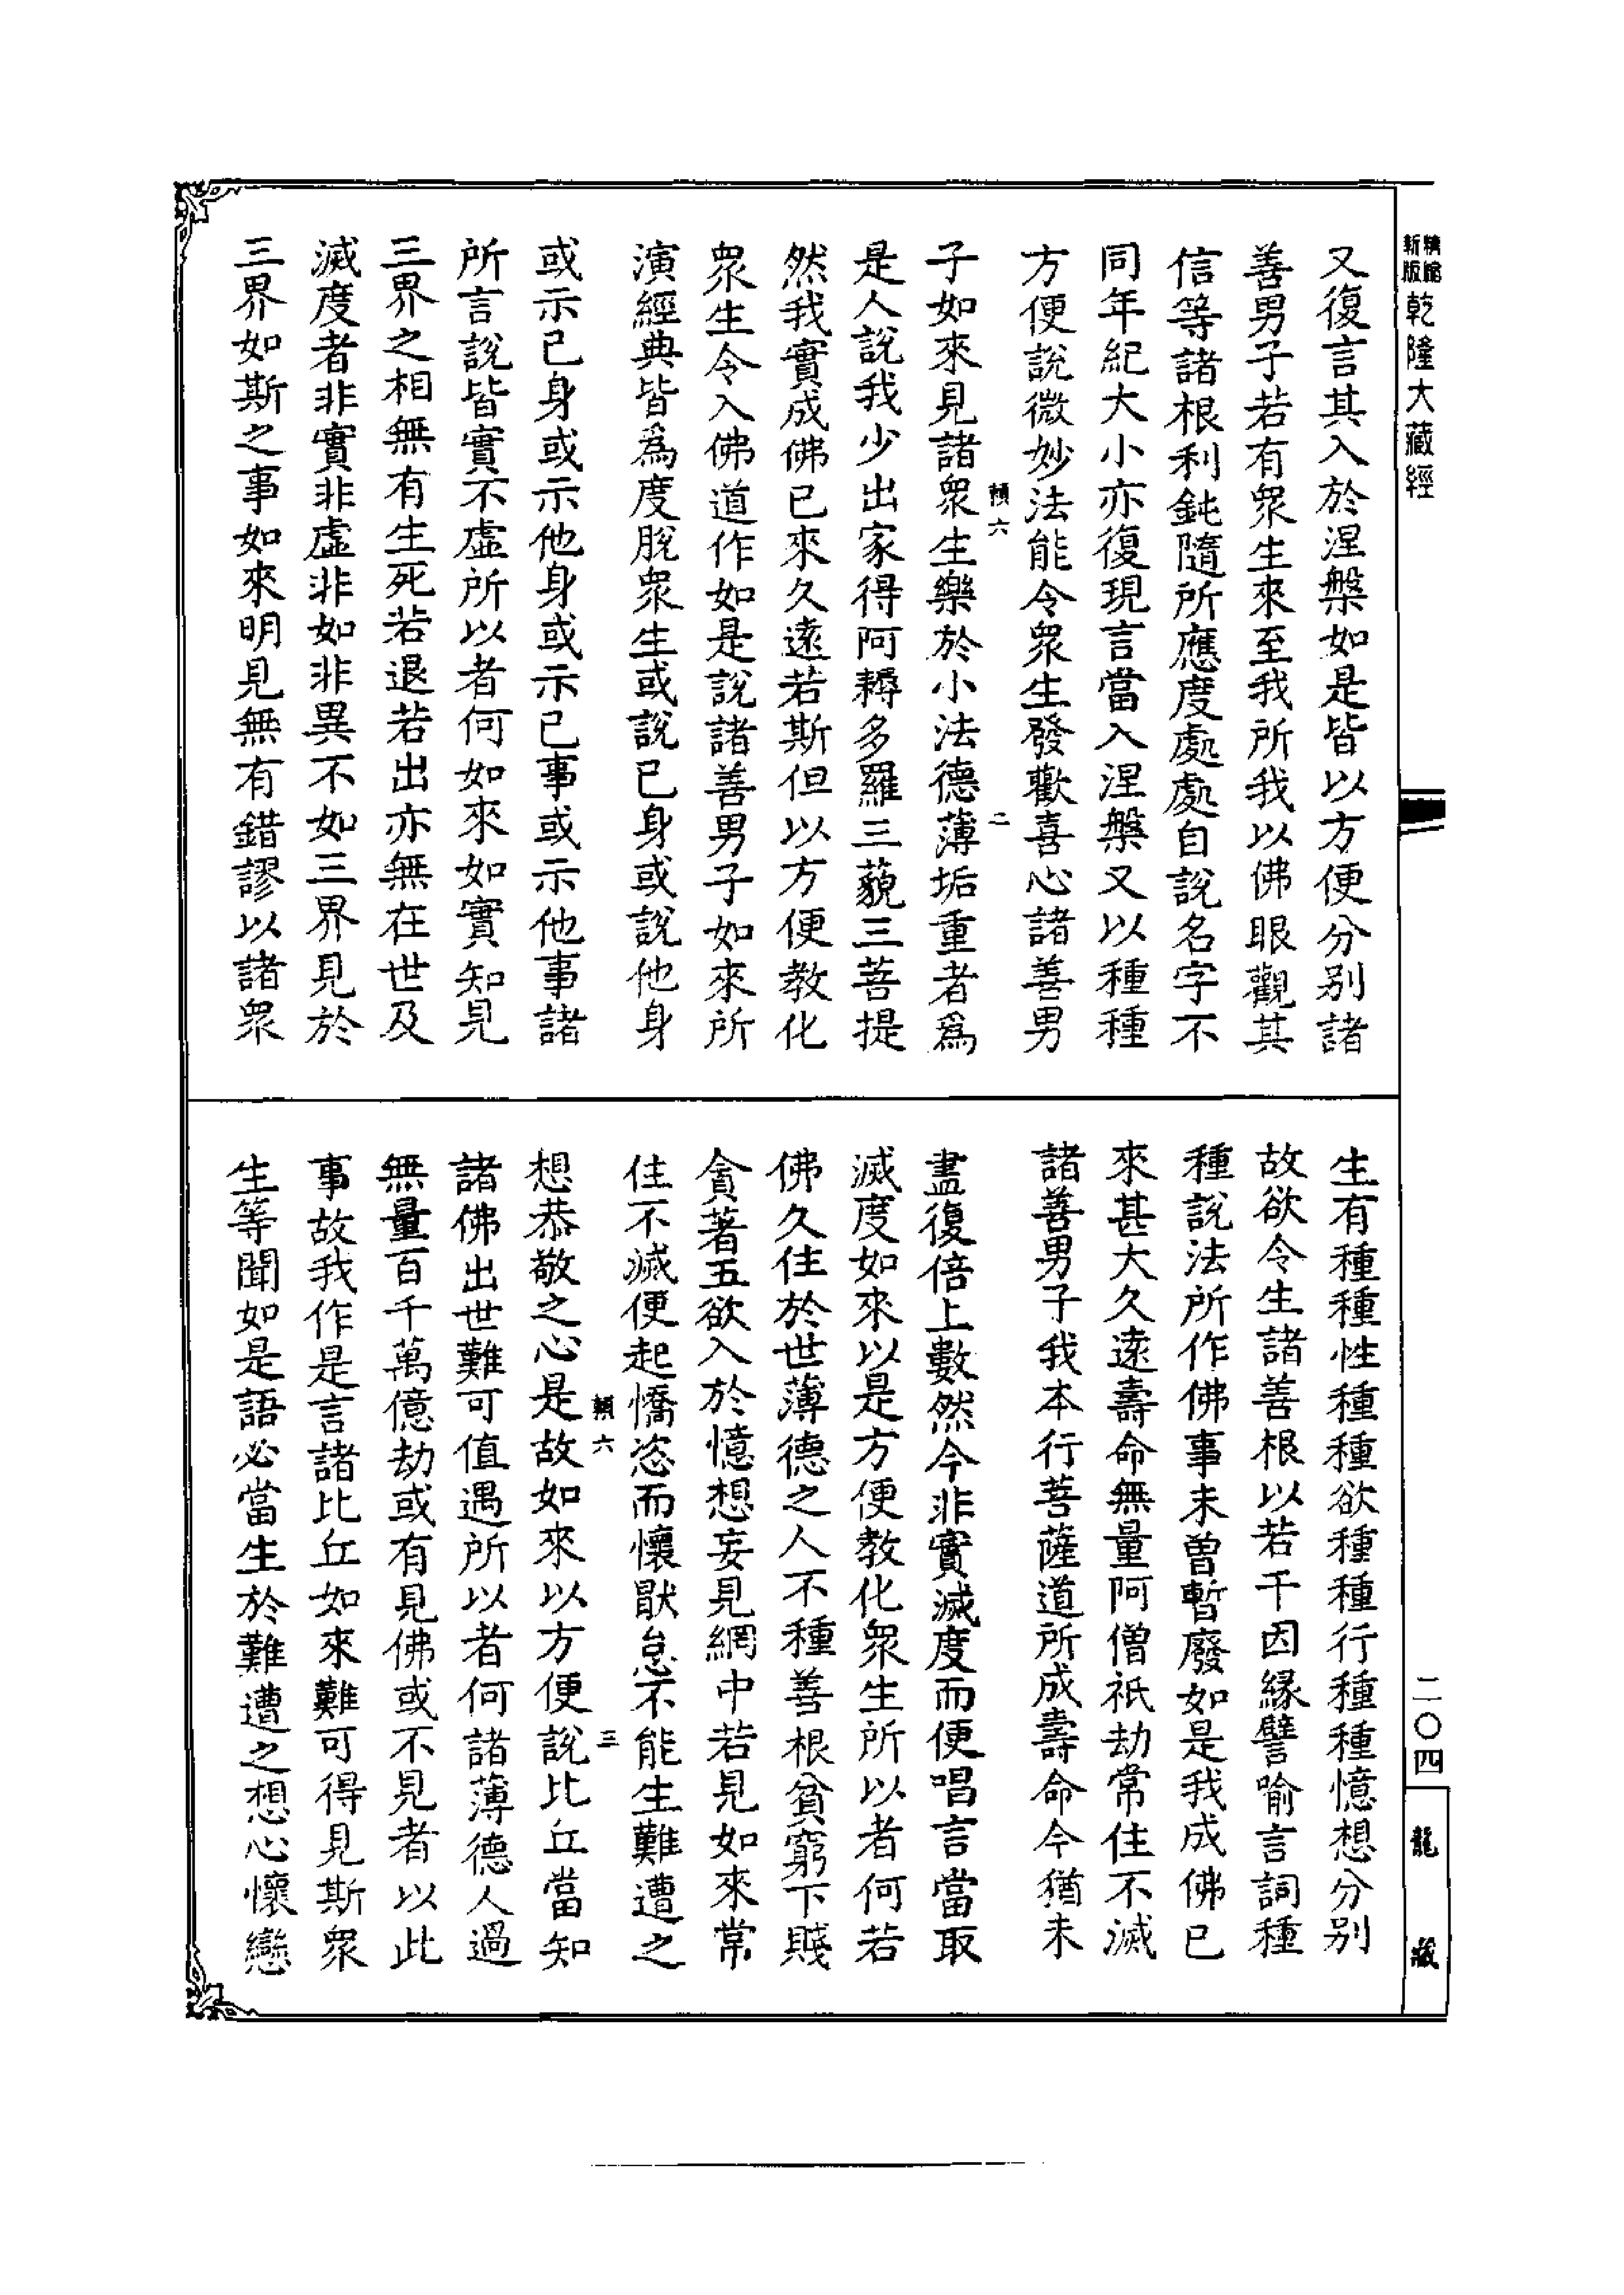 新版
精縮
乾隆大藏經
又復言其入於涅槃如是皆以方便分别諸
善男子若有衆生來至我所我以佛眼觀其
信等諸根利鈍隨所應度處處自說名字不
同年紀大小亦復現言當入涅槃又以種種
方便說微妙法能令衆生發歡喜心諸善男
頼六
二
子如來見諸衆生樂於小法德薄垢重者爲
是人說我少出家得阿耨多羅三藐三菩提
然我實成佛已來久遠若斯但以方便教化
衆生令入佛道作如是說諸善男子如來所
演經典皆爲度脫衆生或說已身或說他身
或示已身或示他身或示已事或示他事諸
所言說皆實不虛所以者何如來如實知見
三界之相無有生死若退若出亦無在世及
滅度者非實非虛非如非異不如三界見於
三界如斯之事如來明見無有錯謬以諸衆
生有種種性種種欲種種行種種憶想分别
故欲令生諸善根以若干因縁譬喻言詞種
種說法所作佛事未曽暫廢如是我成佛已
來甚大久遠壽命無量阿僧祇劫常住不滅
諸善男子我本行菩薩道所成壽命今猶未
盡復倍上數然今非實滅度而便唱言當取
滅度如來以是方便教化衆生所以者何若
佛久住於世薄德之人不種善根貧窮下賤
貪著五欲入於憶想妄見網中若見如來常
住不滅便起憍恣而懷厭怠不能生難遭之
頼六
三
想恭敬之心是故如來以方便說比丘當知
諸佛出世難可值遇所以者何諸薄德人過
無量百千萬億劫或有見佛或不見者以此
事故我作是言諸比丘如來難可得見斯衆
生等聞如是語必當生於難遭之想心懷戀
二〇四
龍藏